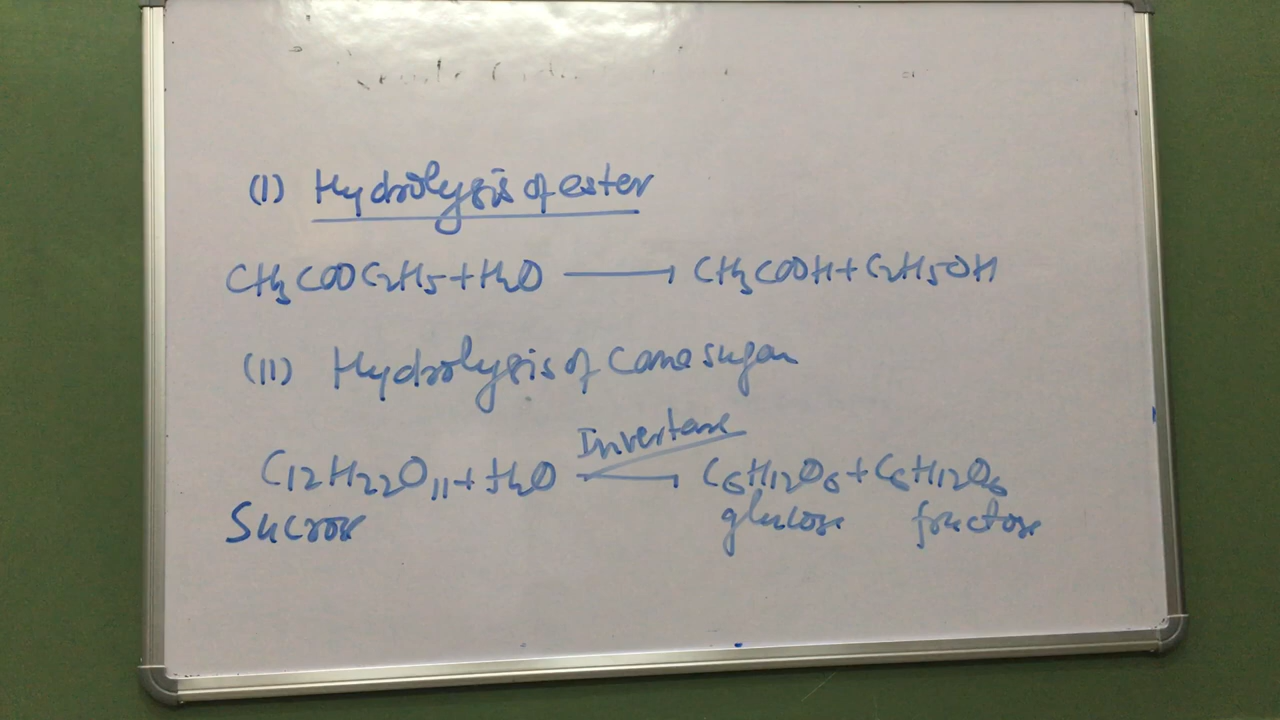 (I) Hydrolysis of ester
CH3COOC2H5+H2O ⟶ CH3COOH+C2H5OH
(II) Hydrolysis of Cane sugar
Invertase
C12H22O11+H2O ⟶ C6H12O6+C6H12O6
Sucrose glucose fructose